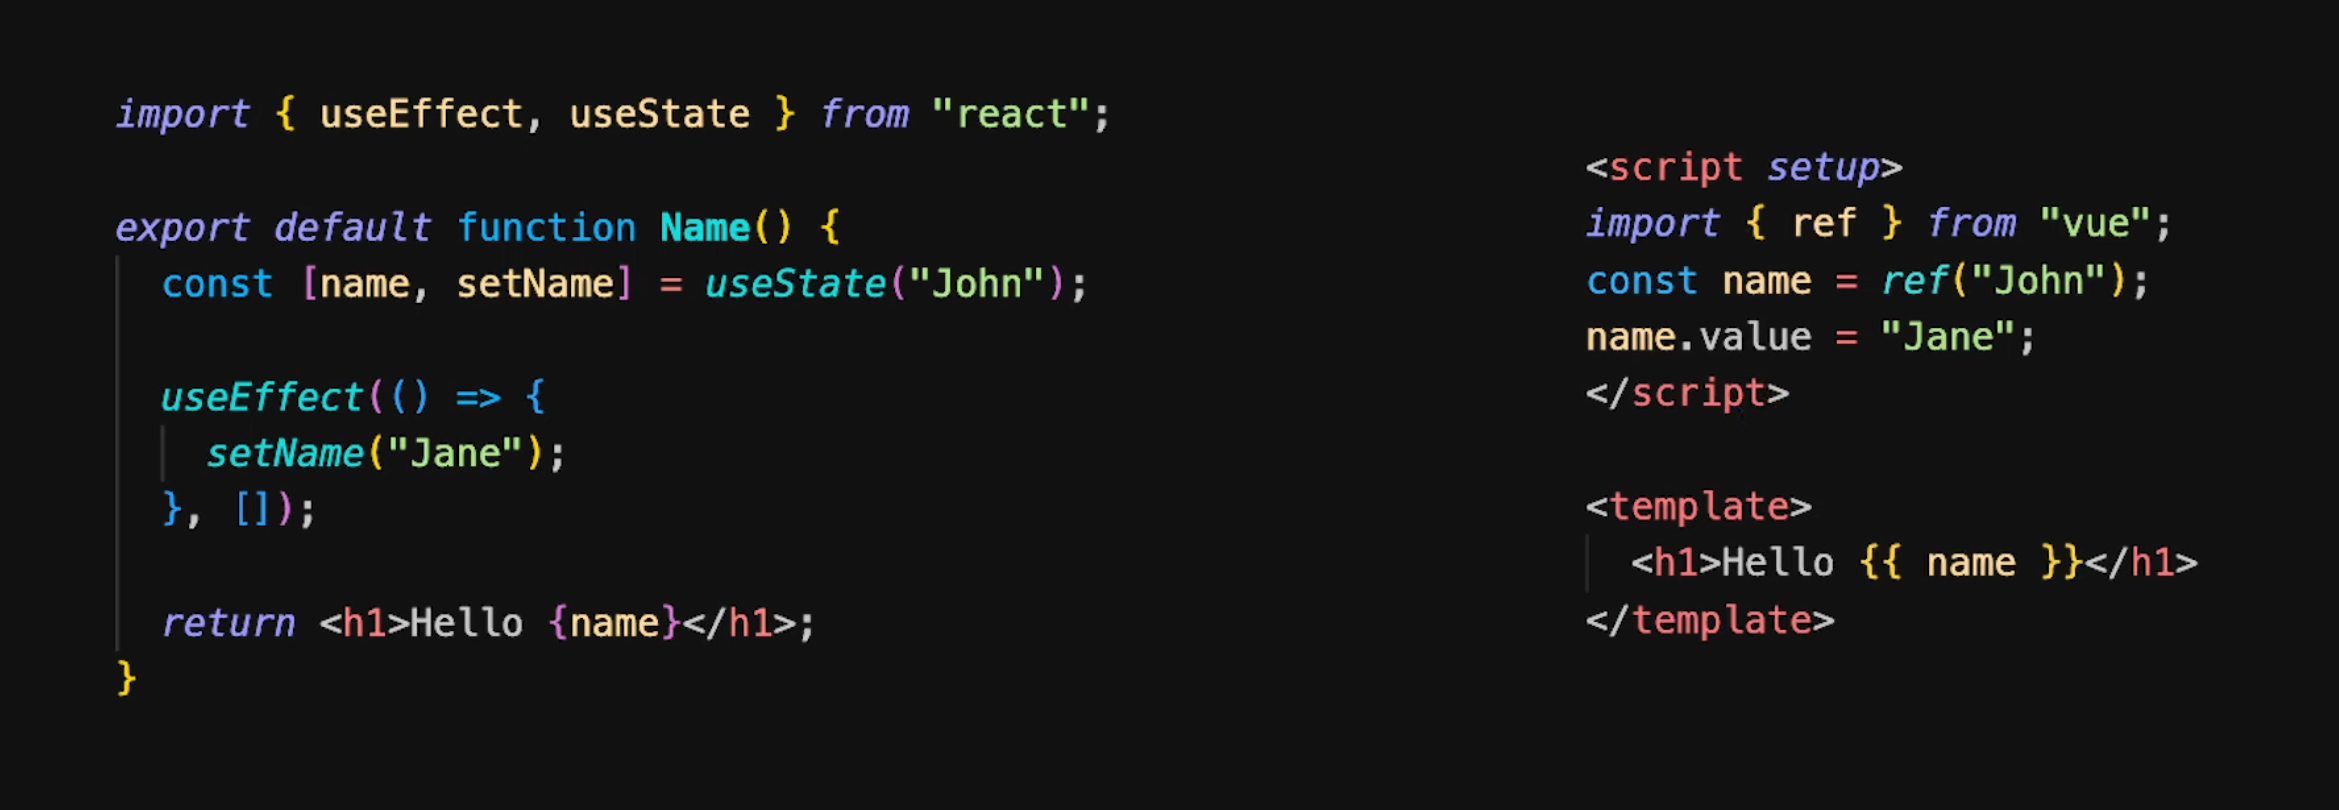 import { useEffect, useState } from "react";
export default function Name() {
  const [name, setName] = useState("John");
  useEffect(() => {
    setName("Jane");
  }, []);
  return <h1>Hello {name}</h1>;
}
<script setup>
import { ref } from "vue";
const name = ref("John");
name.value = "Jane";
</script>
<template>
  <h1>Hello {{ name }}</h1>
</template>